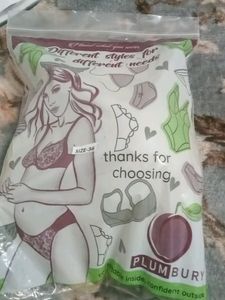 Different styles for
different needs
SIZE-34
thanks for
choosing
PLUMBURY
inside confident outside